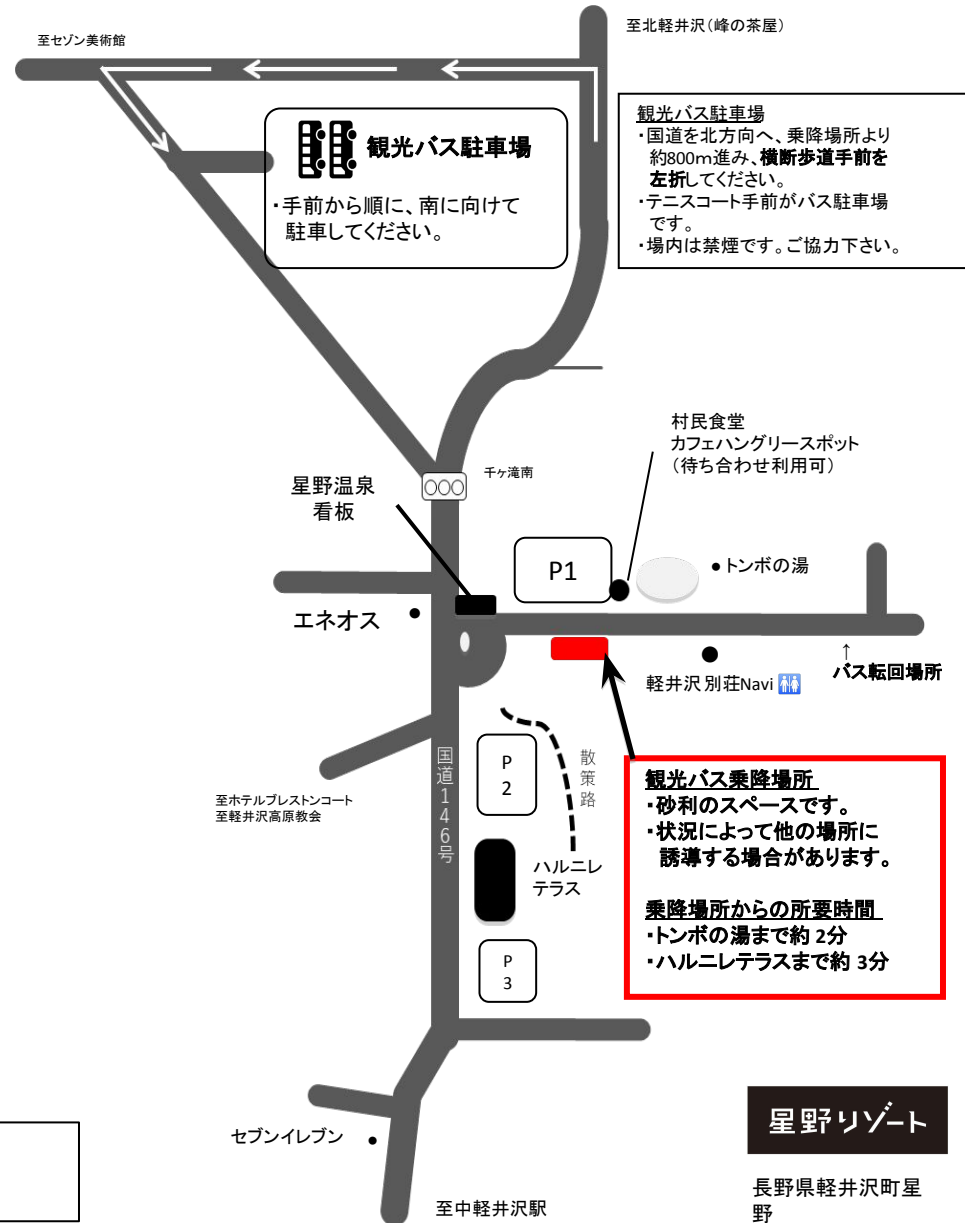 至セゾン美術館
至北軽井沢(峰の茶屋)
観光バス駐車場
・手前から順に、南に向けて
駐車してください。
観光バス駐車場
・国道を北方向へ、乗降場所より
約800m進み、横断歩道手前を
左折してください。
・テニスコート手前がバス駐車場
です。
・場内は禁煙です。ご協力下さい。
村民食堂
カフェハングリースポット
(待ち合わせ利用可)
千ヶ滝南
星野温泉
看板
P1
トンボの湯
エネオス
軽井沢別荘Navi
↑
バス転回場所
国道146号
散策路
P
2
至ホテルブレストンコート
至軽井沢高原教会
ハルニレ
テラス
P
3
観光バス乗降場所
・砂利のスペースです。
・状況によって他の場所に
誘導する場合があります。
乗降場所からの所要時間
・トンボの湯まで約 2分
・ハルニレテラスまで約 3分
セブンイレブン
至中軽井沢駅
星野リゾート
長野県軽井沢町星
野